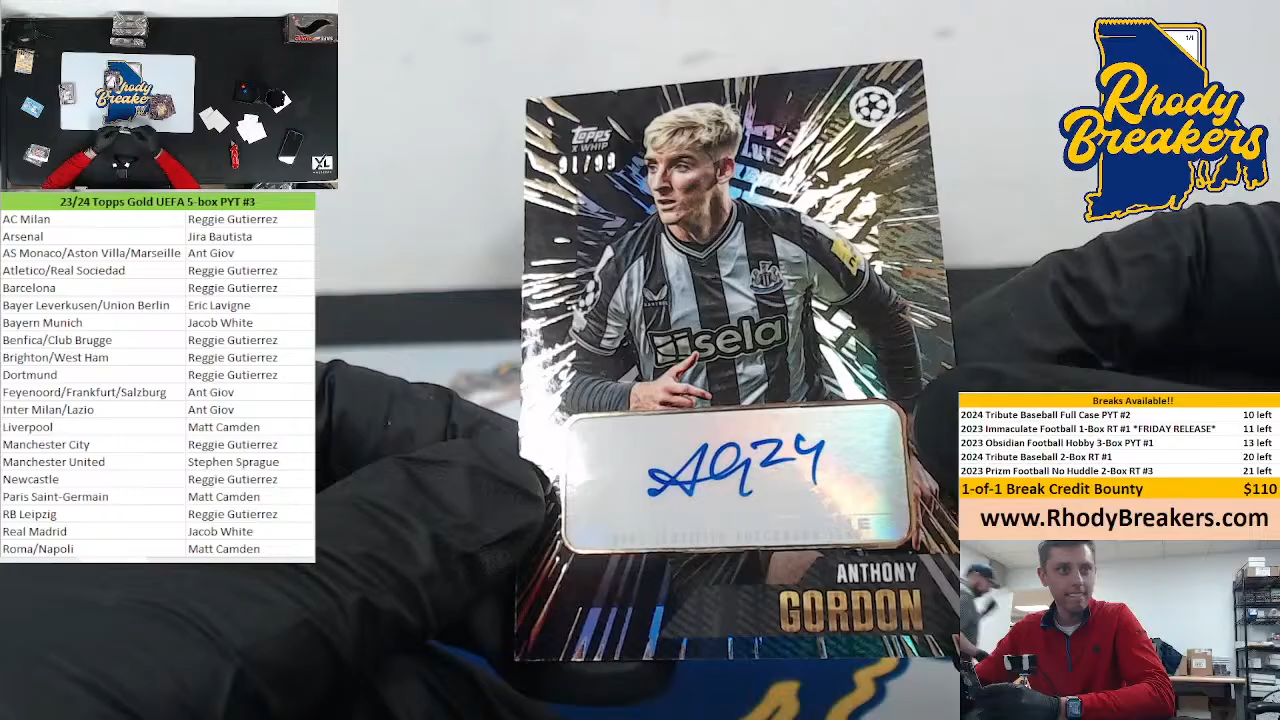 23/24 Topps Gold UEFA 5-box PYT #3
AC Milan Reggie Gutierrez
Arsenal Jira Bautista
AS Monaco/Aston Villa/Marseille Ant Giov
Atletico/Real Sociedad Reggie Gutierrez
Barcelona Reggie Gutierrez
Bayer Leverkusen/Union Berlin Eric Lavigne
Bayern Munich Jacob White
Benfica/Club Brugge Reggie Gutierrez
Brighton/West Ham Reggie Gutierrez
Dortmund Reggie Gutierrez
Feyenoord/Frankfurt/Salzburg Ant Giov
Inter Milan/Lazio Ant Giov
Liverpool Matt Camden
Manchester City Reggie Gutierrez
Manchester United Stephen Sprague
Newcastle Reggie Gutierrez
Paris Saint-Germain Matt Camden
RB Leipzig Reggie Gutierrez
Real Madrid Jacob White
Roma/Napoli Matt Camden
Rhody
Breakers
XL
TOPPS
X WHIP
91/99
sela
ANTHONY
GORDON
1/1
Rhody
Breakers
Breaks Available!!
2024 Tribute Baseball Full Case PYT #2 10 left
2023 Immaculate Football 1-Box RT #1 *FRIDAY RELEASE* 11 left
2023 Obsidian Football Hobby 3-Box PYT #1 13 left
2024 Tribute Baseball 2-Box RT #1 20 left
2023 Prizm Football No Huddle 2-Box RT #3 21 left
1-of-1 Break Credit Bounty $110
www.RhodyBreakers.com